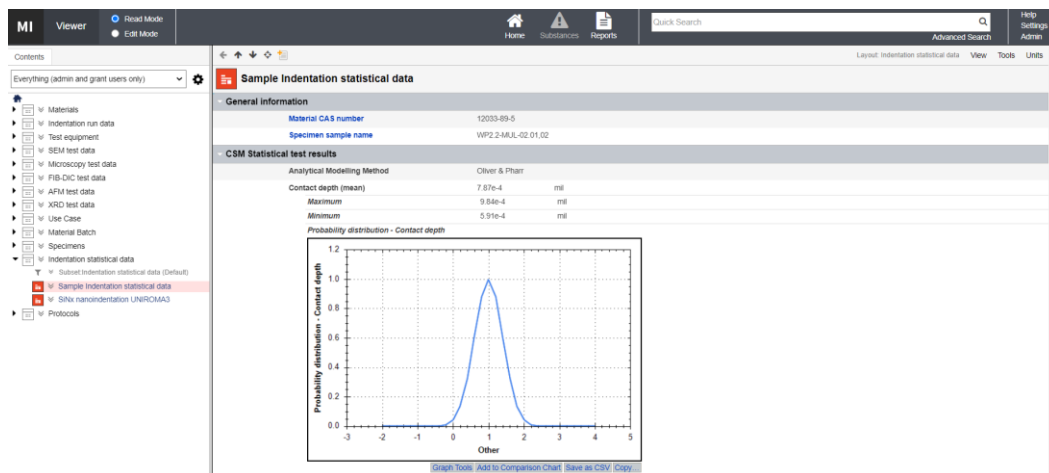 MI Viewer Read Mode Edit Mode
Home Substances Reports
Quick Search
Advanced Search
Help
Settings
Admin
Contents
Everything (admin and grant users only)
Materials
Indentation run data
Test equipment
SEM test data
Microscopy test data
FIB-DIC test data
AFM test data
XRD test data
Use Case
Material Batch
Specimens
Indentation statistical data
Subset:Indentation statistical data (Default)
Sample Indentation statistical data
SiNx nanoindentation UNIROMA3
Protocols
Layout: Indentation statistical data View Tools Units
Sample Indentation statistical data
General information
Material CAS number 12033-89-5
Specimen sample name WP2.2-MUL-02.01,02
CSM Statistical test results
Analytical Modelling Method Oliver & Pharr
Contact depth (mean) 7.87e-4 mil
Maximum 9.84e-4 mil
Minimum 5.91e-4 mil
Probability distribution - Contact depth
Probability distribution - Contact depth
1.2
1.0
0.8
0.6
0.4
0.2
0.0
-3 -2 -1 0 1 2 3 4 5
Other
Graph Tools Add to Comparison Chart Save as CSV Copy...